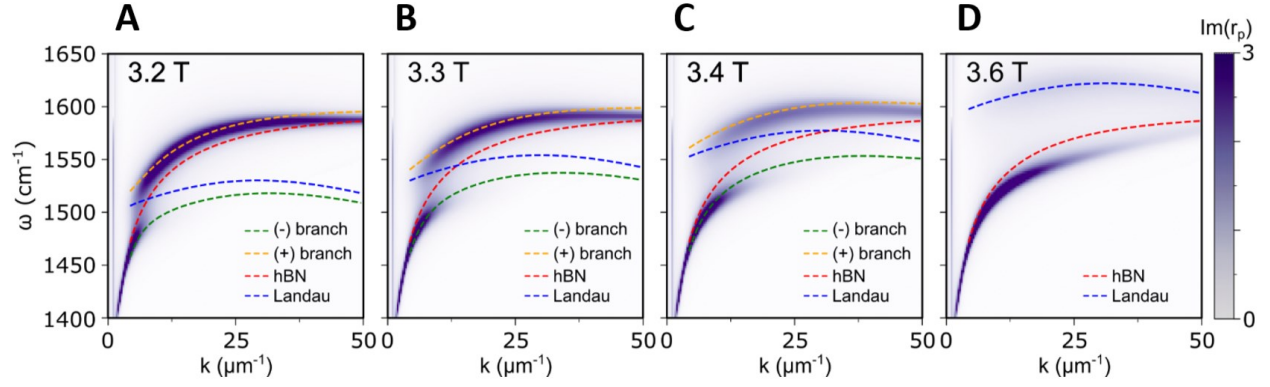 A B C D
Im(rp)
3.2 T 3.3 T 3.4 T 3.6 T
3
1650
1600
1550
1500
1450
1400
ω (cm-1)
(-) branch
(+) branch
hBN
Landau
(-) branch
(+) branch
hBN
Landau
(-) branch
(+) branch
hBN
Landau
hBN
Landau
0
0 25 50 0 25 50 0 25 50 0 25 50
k (μm-1) k (μm-1) k (μm-1) k (μm-1)